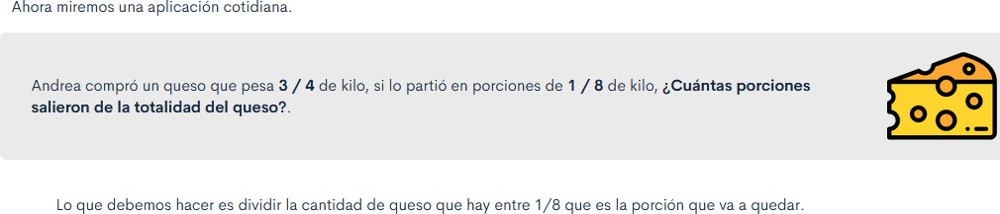 Ahora miremos una aplicación cotidiana.
Andrea compró un queso que pesa 3 / 4 de kilo, si lo partió en porciones de 1 / 8 de kilo, ¿Cuántas porciones
salieron de la totalidad del queso?.
Lo que debemos hacer es dividir la cantidad de queso que hay entre 1/8 que es la porción que va a quedar.